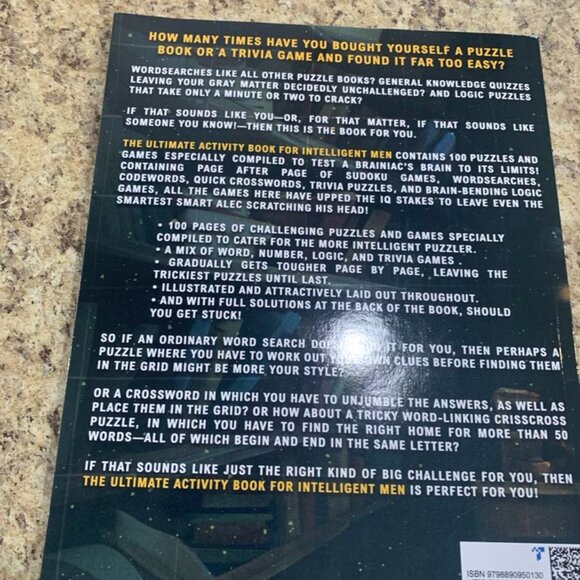 HOW MANY TIMES HAVE YOU BOUGHT YOURSELF A PUZZLE
BOOK OR A TRIVIA GAME AND FOUND IT FAR TOO EASY?
WORDSEARCHES LIKE ALL OTHER PUZZLE BOOKS? GENERAL KNOWLEDGE QUIZZES
LEAVING YOUR GRAY MATTER DECIDEDLY UNCHALLENGED? AND LOGIC PUZZLES
THAT TAKE ONLY A MINUTE OR TWO TO CRACK?
IF THAT SOUNDS LIKE YOU—OR, FOR THAT MATTER, IF THAT SOUNDS LIKE
SOMEONE YOU KNOW!—THEN THIS IS THE BOOK FOR YOU.
THE ULTIMATE ACTIVITY BOOK FOR INTELLIGENT MEN CONTAINS 100 PUZZLES AND
GAMES ESPECIALLY COMPILED TO TEST A BRAINIAC'S BRAIN TO ITS LIMITS!
CONTAINING PAGE AFTER PAGE OF SUDOKU GAMES, WORDSEARCHES,
CODEWORDS, QUICK CROSSWORDS, TRIVIA PUZZLES, AND BRAIN-BENDING LOGIC
GAMES, ALL THE GAMES HERE HAVE UPPED THE IQ STAKES TO LEAVE EVEN THE
SMARTEST SMART ALEC SCRATCHING HIS HEAD!
• 100 PAGES OF CHALLENGING PUZZLES AND GAMES SPECIALLY
COMPILED TO CATER FOR THE MORE INTELLIGENT PUZZLER.
• A MIX OF WORD, NUMBER, LOGIC, AND TRIVIA GAMES .
• GRADUALLY GETS TOUGHER PAGE BY PAGE, LEAVING THE
TRICKIEST PUZZLES UNTIL LAST.
• ILLUSTRATED AND ATTRACTIVELY LAID OUT THROUGHOUT.
• AND WITH FULL SOLUTIONS AT THE BACK OF THE BOOK, SHOULD
YOU GET STUCK!
SO IF AN ORDINARY WORD SEARCH IT FOR YOU, THEN PERHAPS A
PUZZLE WHERE YOU HAVE TO WORK OUT OWN CLUES BEFORE FINDING THEM
IN THE GRID MIGHT BE MORE YOUR STYLE?
OR A CROSSWORD IN WHICH YOU HAVE TO UNJUMBLE THE ANSWERS, AS WELL AS
PLACE THEM IN THE GRID? OR HOW ABOUT A TRICKY WORD-LINKING CRISSCROSS
PUZZLE, IN WHICH YOU HAVE TO FIND THE RIGHT HOME FOR MORE THAN 50
WORDS—ALL OF WHICH BEGIN AND END IN THE SAME LETTER?
IF THAT SOUNDS LIKE JUST THE RIGHT KIND OF BIG CHALLENGE FOR YOU, THEN
THE ULTIMATE ACTIVITY BOOK FOR INTELLIGENT MEN IS PERFECT FOR YOU!
ISBN 9798890950130